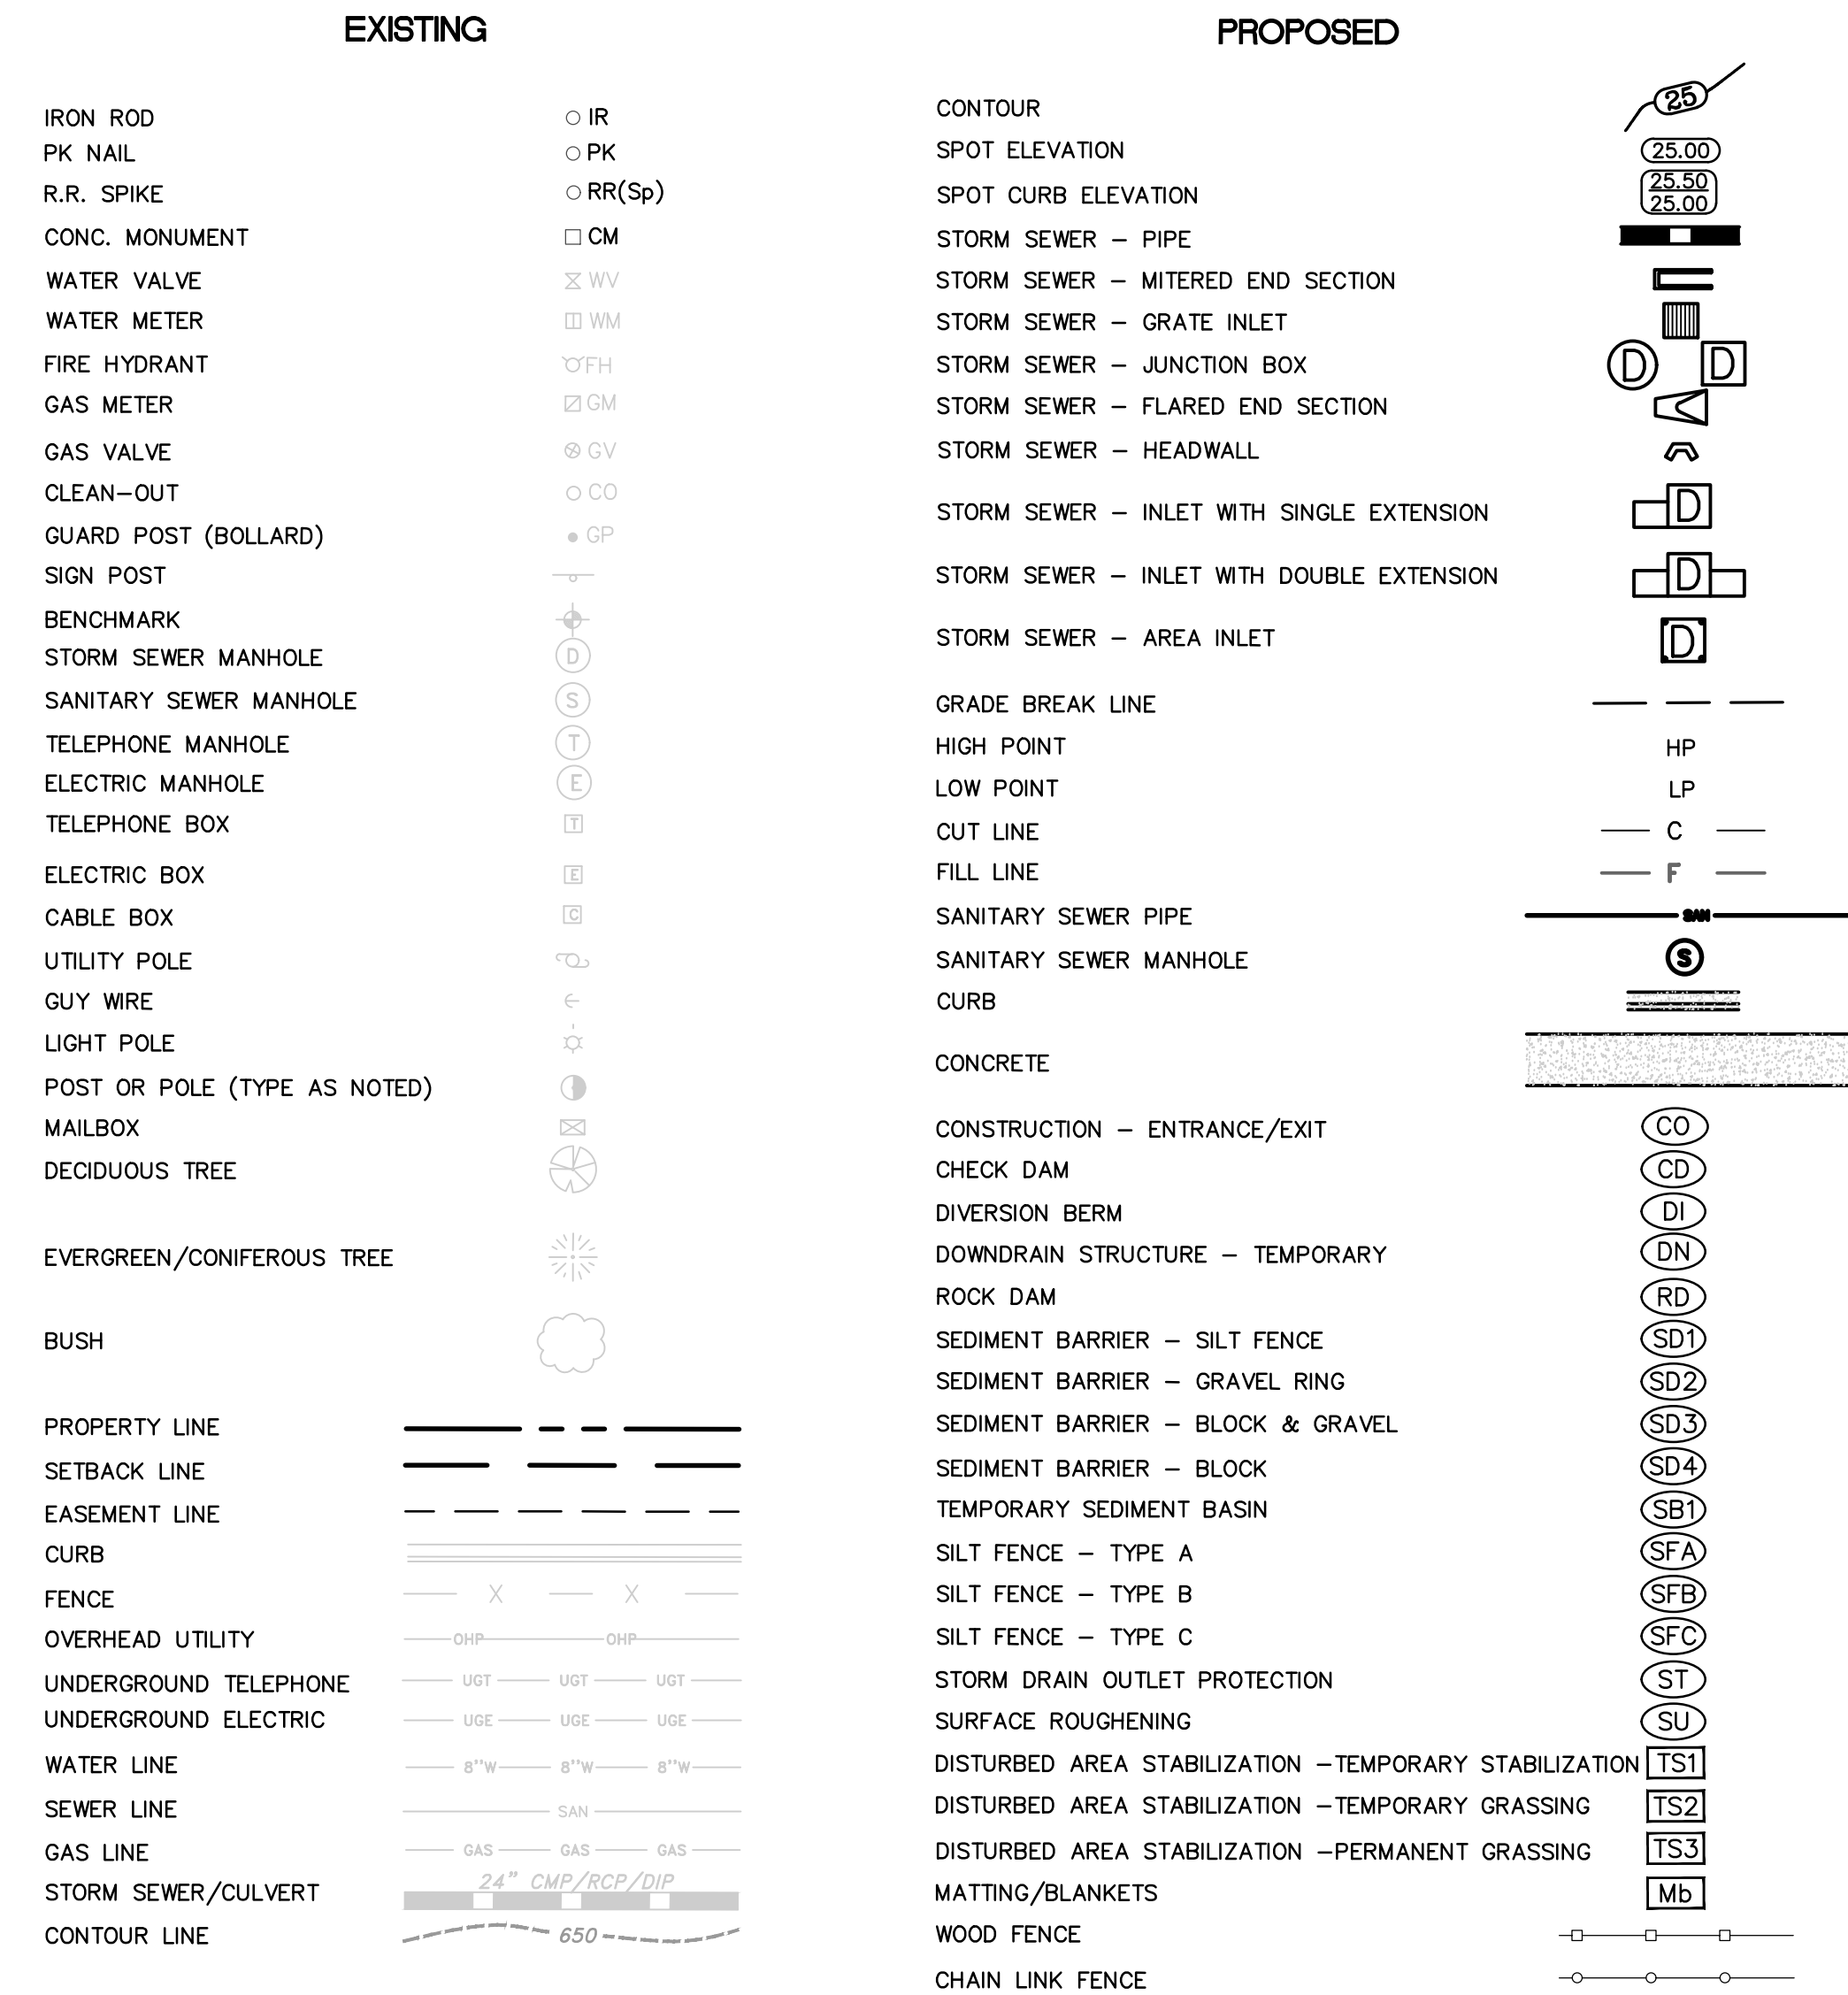 EXISTING
IRON ROD IR
PK NAIL PK
R.R. SPIKE RR(Sp)
CONC. MONUMENT CM
WATER VALVE WV
WATER METER WM
FIRE HYDRANT FH
GAS METER GM
GAS VALVE GV
CLEAN-OUT CO
GUARD POST (BOLLARD) GP
SIGN POST
BENCHMARK
STORM SEWER MANHOLE D
SANITARY SEWER MANHOLE S
TELEPHONE MANHOLE T
ELECTRIC MANHOLE E
TELEPHONE BOX T
ELECTRIC BOX E
CABLE BOX C
UTILITY POLE
GUY WIRE
LIGHT POLE
POST OR POLE (TYPE AS NOTED)
MAILBOX
DECIDUOUS TREE
EVERGREEN/CONIFEROUS TREE
BUSH
PROPERTY LINE
SETBACK LINE
EASEMENT LINE
CURB
FENCE X X
OVERHEAD UTILITY OHP OHP
UNDERGROUND TELEPHONE UGT UGT UGT
UNDERGROUND ELECTRIC UGE UGE UGE
WATER LINE 8''W 8''W 8''W
SEWER LINE SAN
GAS LINE GAS GAS GAS
24" CMP/RCP/DIP
STORM SEWER/CULVERT
CONTOUR LINE 650
PROPOSED
CONTOUR 25
SPOT ELEVATION 25.00
SPOT CURB ELEVATION 25.50
25.00
STORM SEWER - PIPE
STORM SEWER - MITERED END SECTION
STORM SEWER - GRATE INLET
STORM SEWER - JUNCTION BOX D D
STORM SEWER - FLARED END SECTION
STORM SEWER - HEADWALL
STORM SEWER - INLET WITH SINGLE EXTENSION D
STORM SEWER - INLET WITH DOUBLE EXTENSION D
STORM SEWER - AREA INLET D
GRADE BREAK LINE
HIGH POINT HP
LOW POINT LP
CUT LINE C
FILL LINE F
SANITARY SEWER PIPE SAN
SANITARY SEWER MANHOLE S
CURB
CONCRETE
CONSTRUCTION - ENTRANCE/EXIT CO
CHECK DAM CD
DIVERSION BERM DI
DOWNDRAIN STRUCTURE - TEMPORARY DN
ROCK DAM RD
SEDIMENT BARRIER - SILT FENCE SD1
SEDIMENT BARRIER - GRAVEL RING SD2
SEDIMENT BARRIER - BLOCK & GRAVEL SD3
SEDIMENT BARRIER - BLOCK SD4
TEMPORARY SEDIMENT BASIN SB1
SILT FENCE - TYPE A SFA
SILT FENCE - TYPE B SFB
SILT FENCE - TYPE C SFC
STORM DRAIN OUTLET PROTECTION ST
SURFACE ROUGHENING SU
DISTURBED AREA STABILIZATION -TEMPORARY STABILIZATION TS1
DISTURBED AREA STABILIZATION -TEMPORARY GRASSING TS2
DISTURBED AREA STABILIZATION -PERMANENT GRASSING TS3
MATTING/BLANKETS Mb
WOOD FENCE
CHAIN LINK FENCE